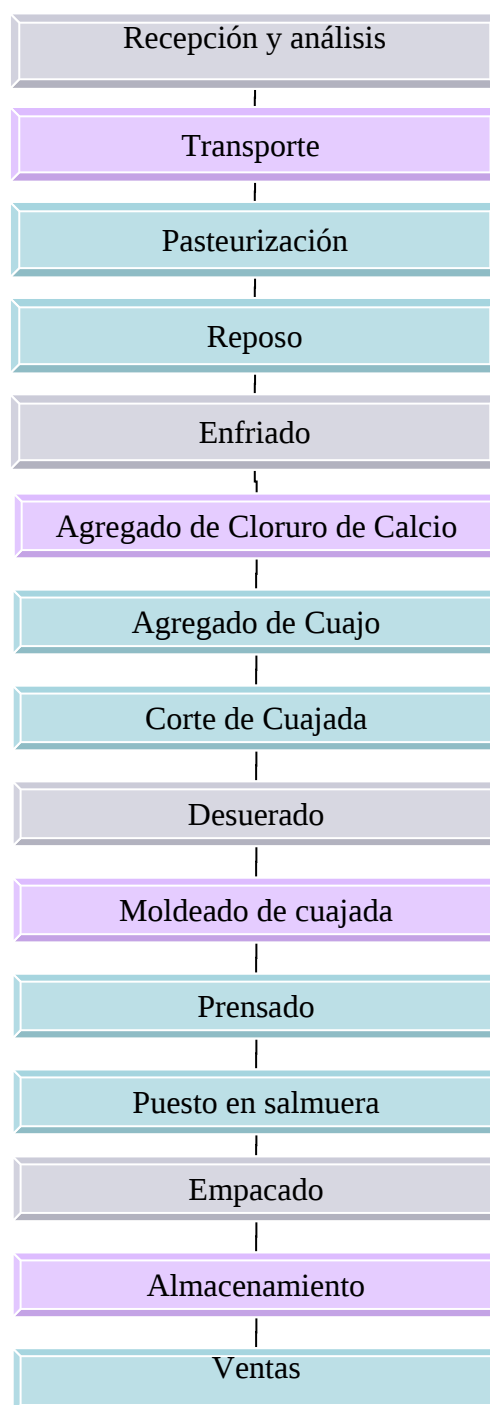 Recepción y análisis
Transporte
Pasteurización
Reposo
Enfriado
Agregado de Cloruro de Calcio
Agregado de Cuajo
Corte de Cuajada
Desuerado
Moldeado de cuajada
Prensado
Puesto en salmuera
Empacado
Almacenamiento
Ventas